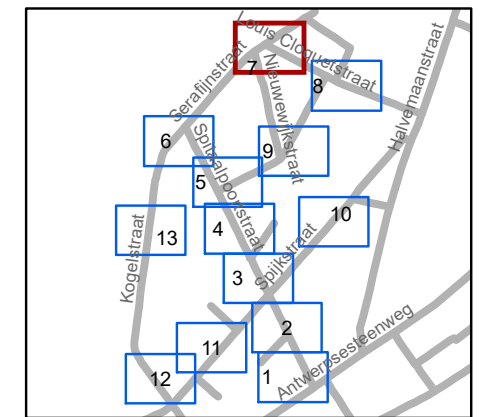 Louis Cloquetstraat
7
Serafijnstraat
Nieuwewijkstraat
8
Halvemaanstraat
6
Spitaalpoortstraat
9
5
10
4
13
Kogelstraat
Spijkstraat
3
2
11
Antwerpsesteenweg
1
12